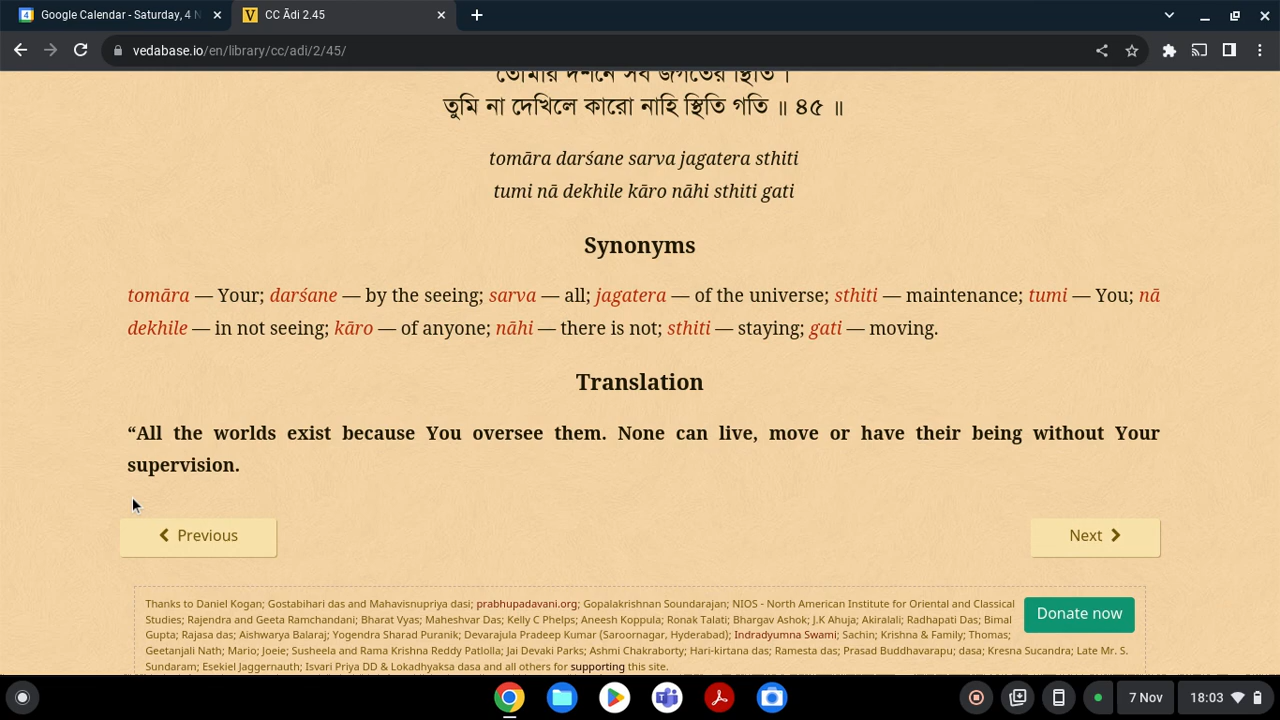 Google Calendar - Saturday, 4 N
CC Ādi 2.45
vedabase.io/en/library/cc/adi/2/45/
তোমার দর্শনে সর্ব জগতের স্থিতি ।
তুমি না দেখিলে কারো নাহি স্থিতি গতি ॥ ৪৫ ॥
tomāra darśane sarva jagatera sthiti
tumi nā dekhile kāro nāhi sthiti gati
Synonyms
tomāra — Your; darśane — by the seeing; sarva — all; jagatera — of the universe; sthiti — maintenance; tumi — You; nā
dekhile — in not seeing; kāro — of anyone; nāhi — there is not; sthiti — staying; gati — moving.
Translation
“All the worlds exist because You oversee them. None can live, move or have their being without Your
supervision.
Previous
Next
Thanks to Daniel Kogan; Gostabihari das and Mahavisnupriya dasi; prabhupadavani.org; Gopalakrishnan Soundarajan; NIOS - North American Institute for Oriental and Classical
Studies; Rajendra and Geeta Ramchandani; Bharat Vyas; Maheshvar Das; Kelly C Phelps; Aneesh Koppula; Ronak Talati; Bhargav Ashok; J.K Ahuja; Akiralali; Radhapati Das; Bimal
Gupta; Rajasa das; Aishwarya Balaraj; Yogendra Sharad Puranik; Devarajula Pradeep Kumar (Saroornagar, Hyderabad); Indradyumna Swami; Sachin; Krishna & Family; Thomas;
Geetanjali Nath; Mario; Joeie; Susheela and Rama Krishna Reddy Patlolla; Jai Devaki Parks; Ashmi Chakraborty; Hari-kirtana das; Ramesta das; Prasad Buddhavarapu; dasa; Kresna Sucandra; Late Mr. S.
Sundaram; Esekiel Jaggernauth; Isvari Priya DD & Lokadhyaksa dasa and all others for supporting this site.
Donate now
7 Nov
18:03